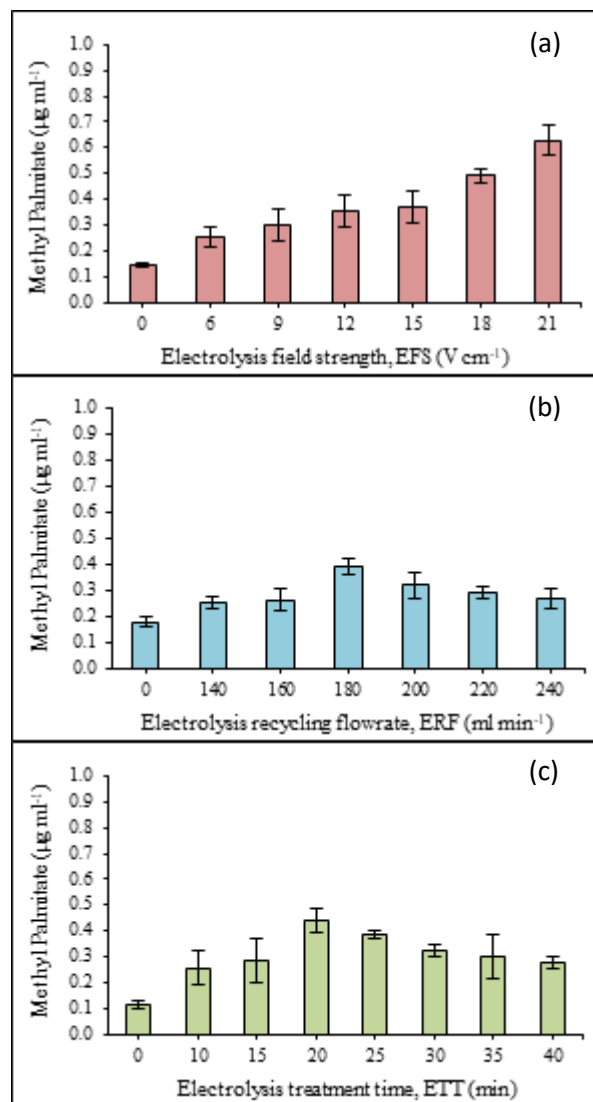 (a)
Methyl Palmitate (µg ml⁻¹)
1.0
0.9
0.8
0.7
0.6
0.5
0.4
0.3
0.2
0.1
0.0
0 6 9 12 15 18 21
Electrolysis field strength, EFS (V cm⁻¹)
(b)
Methyl Palmitate (µg ml⁻¹)
1.0
0.9
0.8
0.7
0.6
0.5
0.4
0.3
0.2
0.1
0.0
0 140 160 180 200 220 240
Electrolysis recycling flowrate, ERF (ml min⁻¹)
(c)
Methyl Palmitate (µg ml⁻¹)
1.0
0.9
0.8
0.7
0.6
0.5
0.4
0.3
0.2
0.1
0.0
0 10 15 20 25 30 35 40
Electrolysis treatment time, ETT (min)